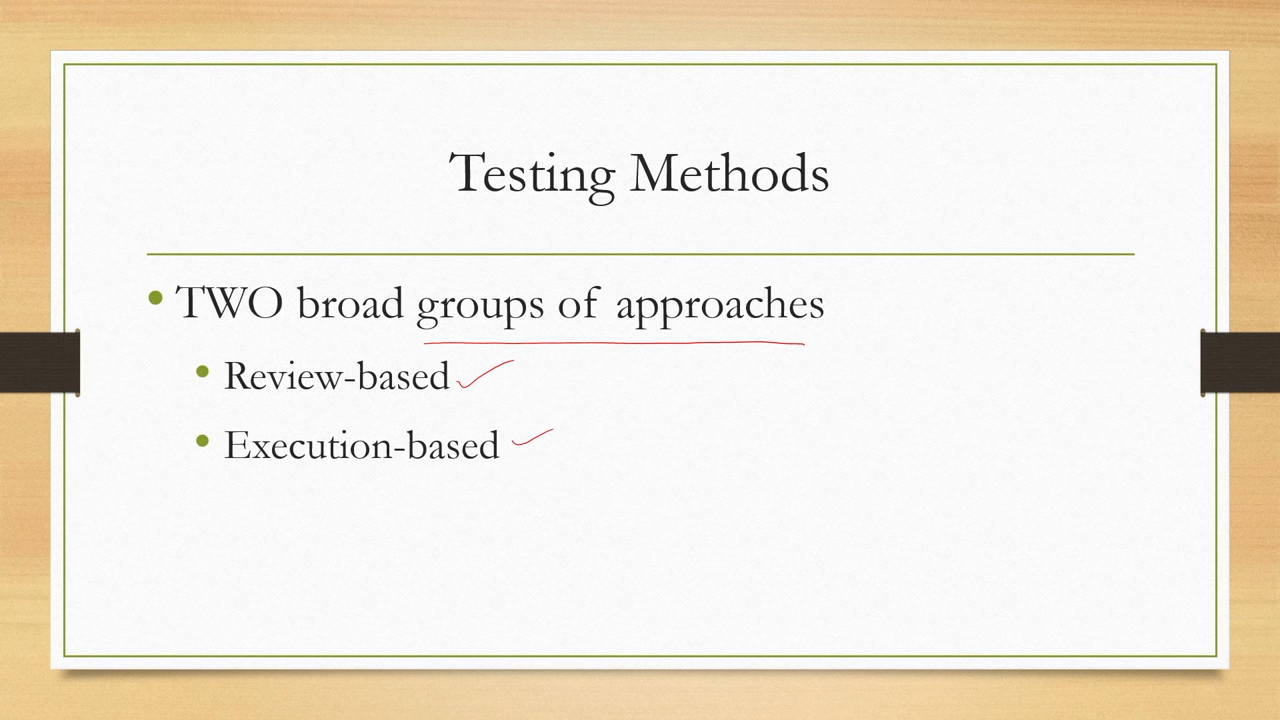 Testing Methods
• TWO broad groups of approaches
• Review-based
• Execution-based